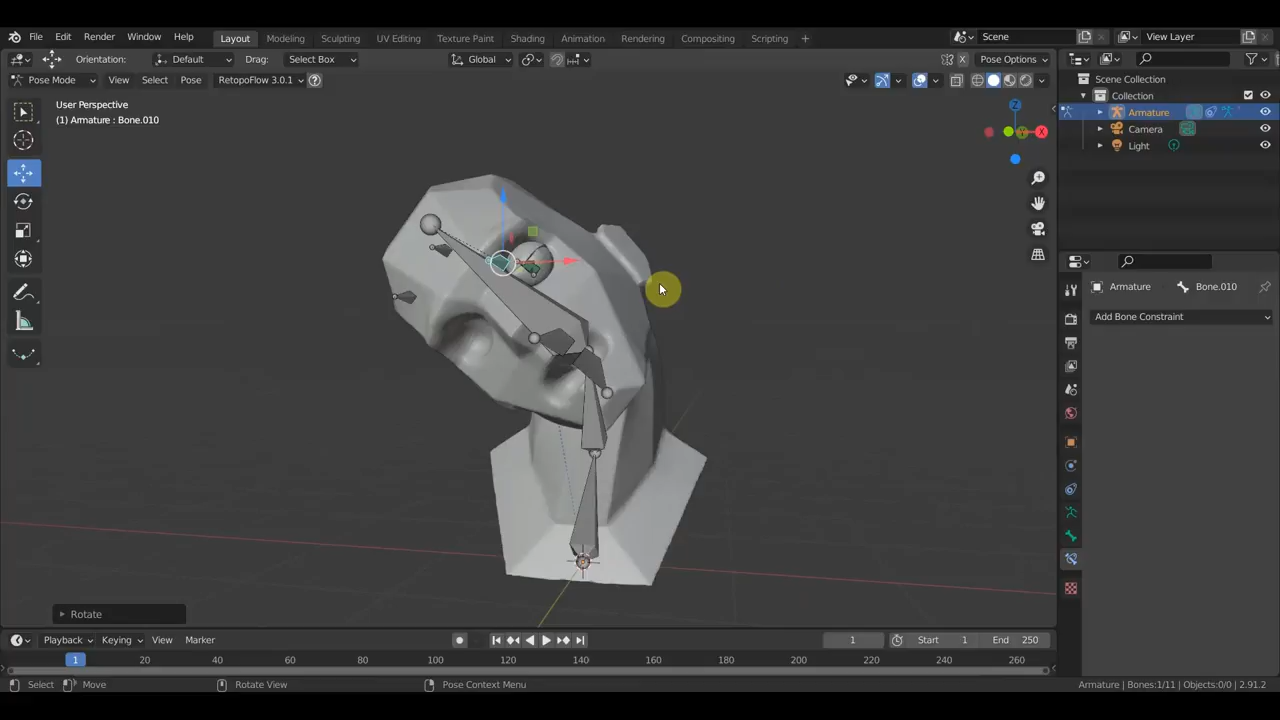 File Edit Render Window Help Layout Modeling Sculpting UV Editing Texture Paint Shading Animation Rendering Compositing Scripting + Scene View Layer
Orientation: Default Drag: Select Box Global X Pose Options
Pose Mode View Select Pose RetopoFlow 3.0.1 ?
User Perspective
(1) Armature : Bone.010
Z
X
Scene Collection
Collection
Armature
Camera
Light
Armature Bone.010
Add Bone Constraint
Rotate
Playback Keying View Marker 1 Start 1 End 250
1 20 40 60 80 100 120 140 160 180 200 220 240 260
Select Move Rotate View Pose Context Menu Armature | Bones:1/11 | Objects:0/0 | 2.91.2